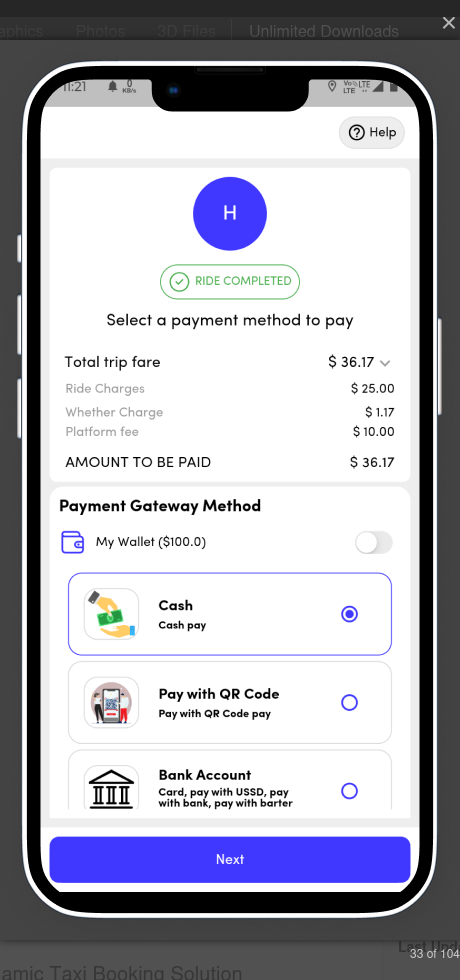 Photos
3D Files
Unlimited Downloads
11:21
0
KB/s
LTE
LTE
Help
H
RIDE COMPLETED
Select a payment method to pay
Total trip fare $ 36.17
Ride Charges $ 25.00
Whether Charge $ 1.17
Platform fee $ 10.00
AMOUNT TO BE PAID $ 36.17
Payment Gateway Method
My Wallet ($100.0)
Cash
Cash pay
Pay with QR Code
Pay with QR Code pay
Bank Account
Card, pay with USSD, pay
with bank, pay with barter
Next
33 of 104
Taxi Booking Solution